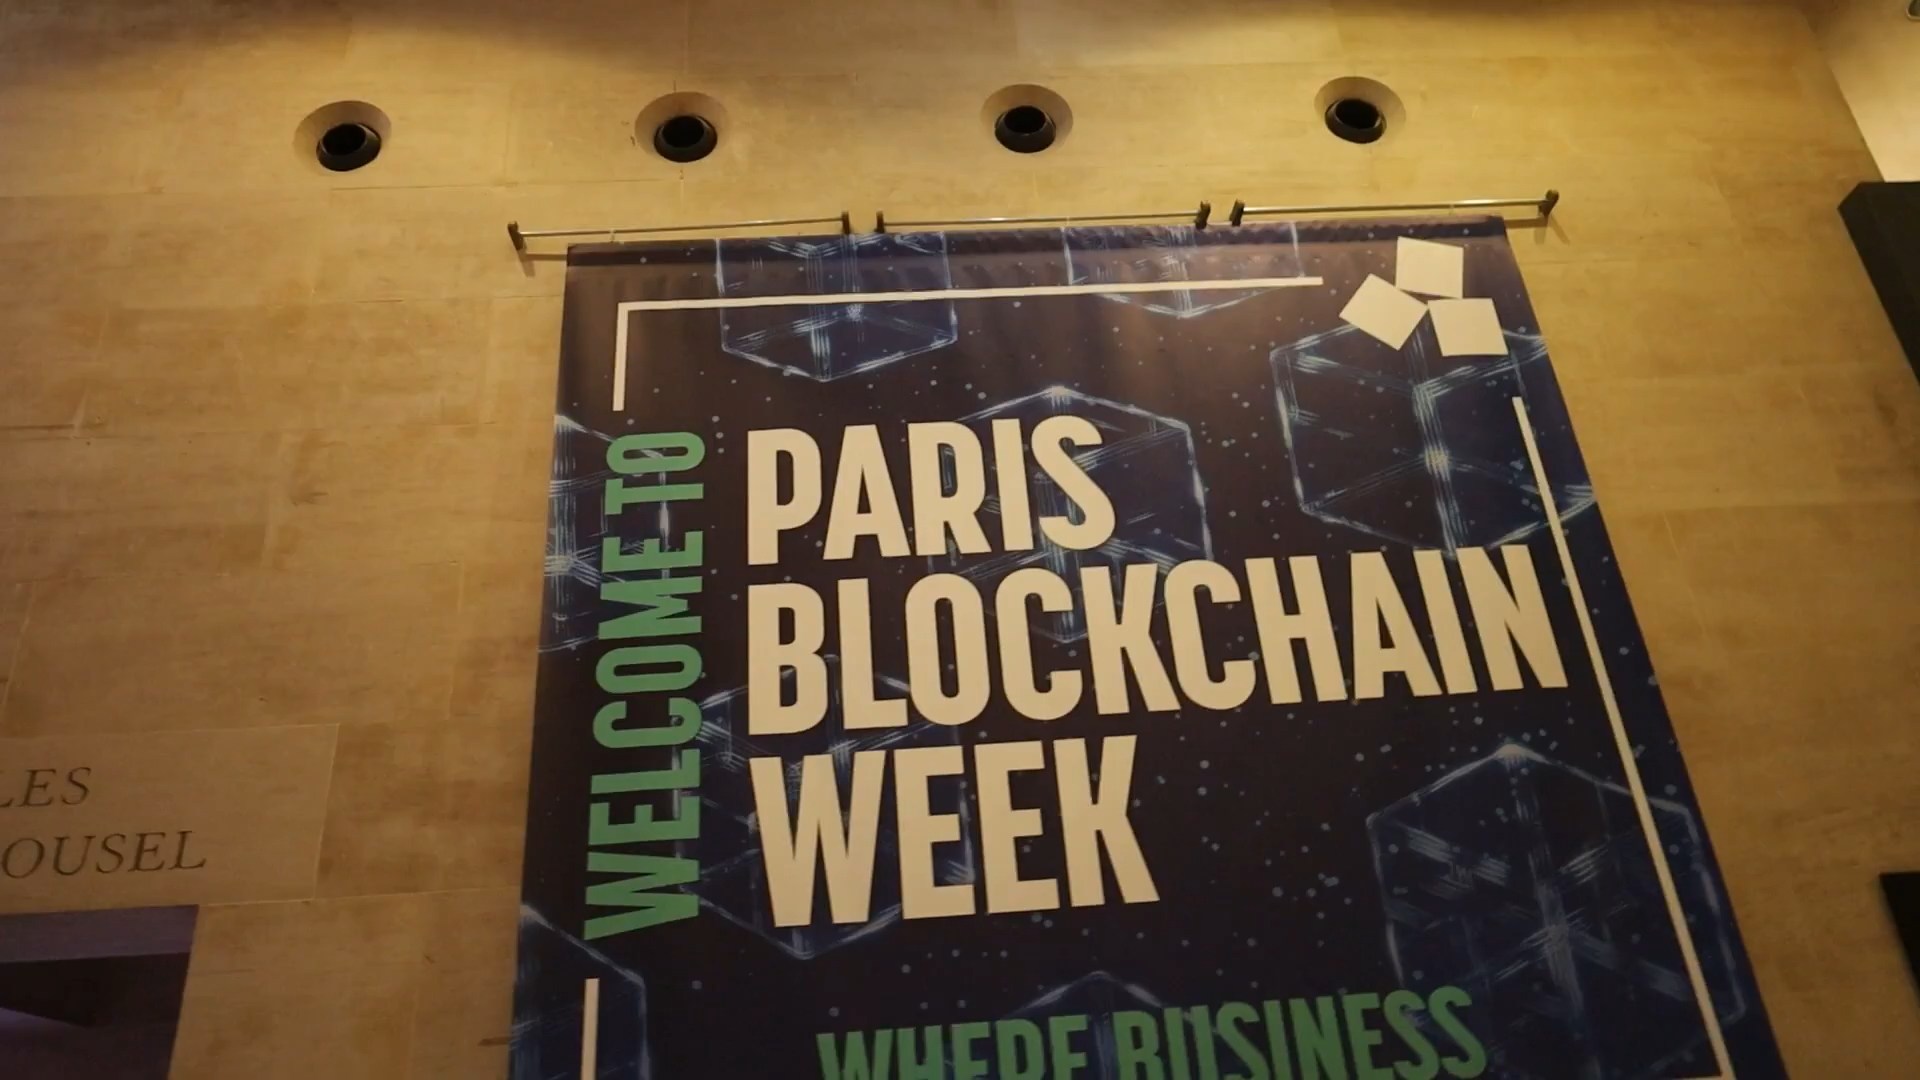 WELCOME TO
PARIS
BLOCKCHAIN
WEEK
WHERE BUSINESS
LES
OUSEL